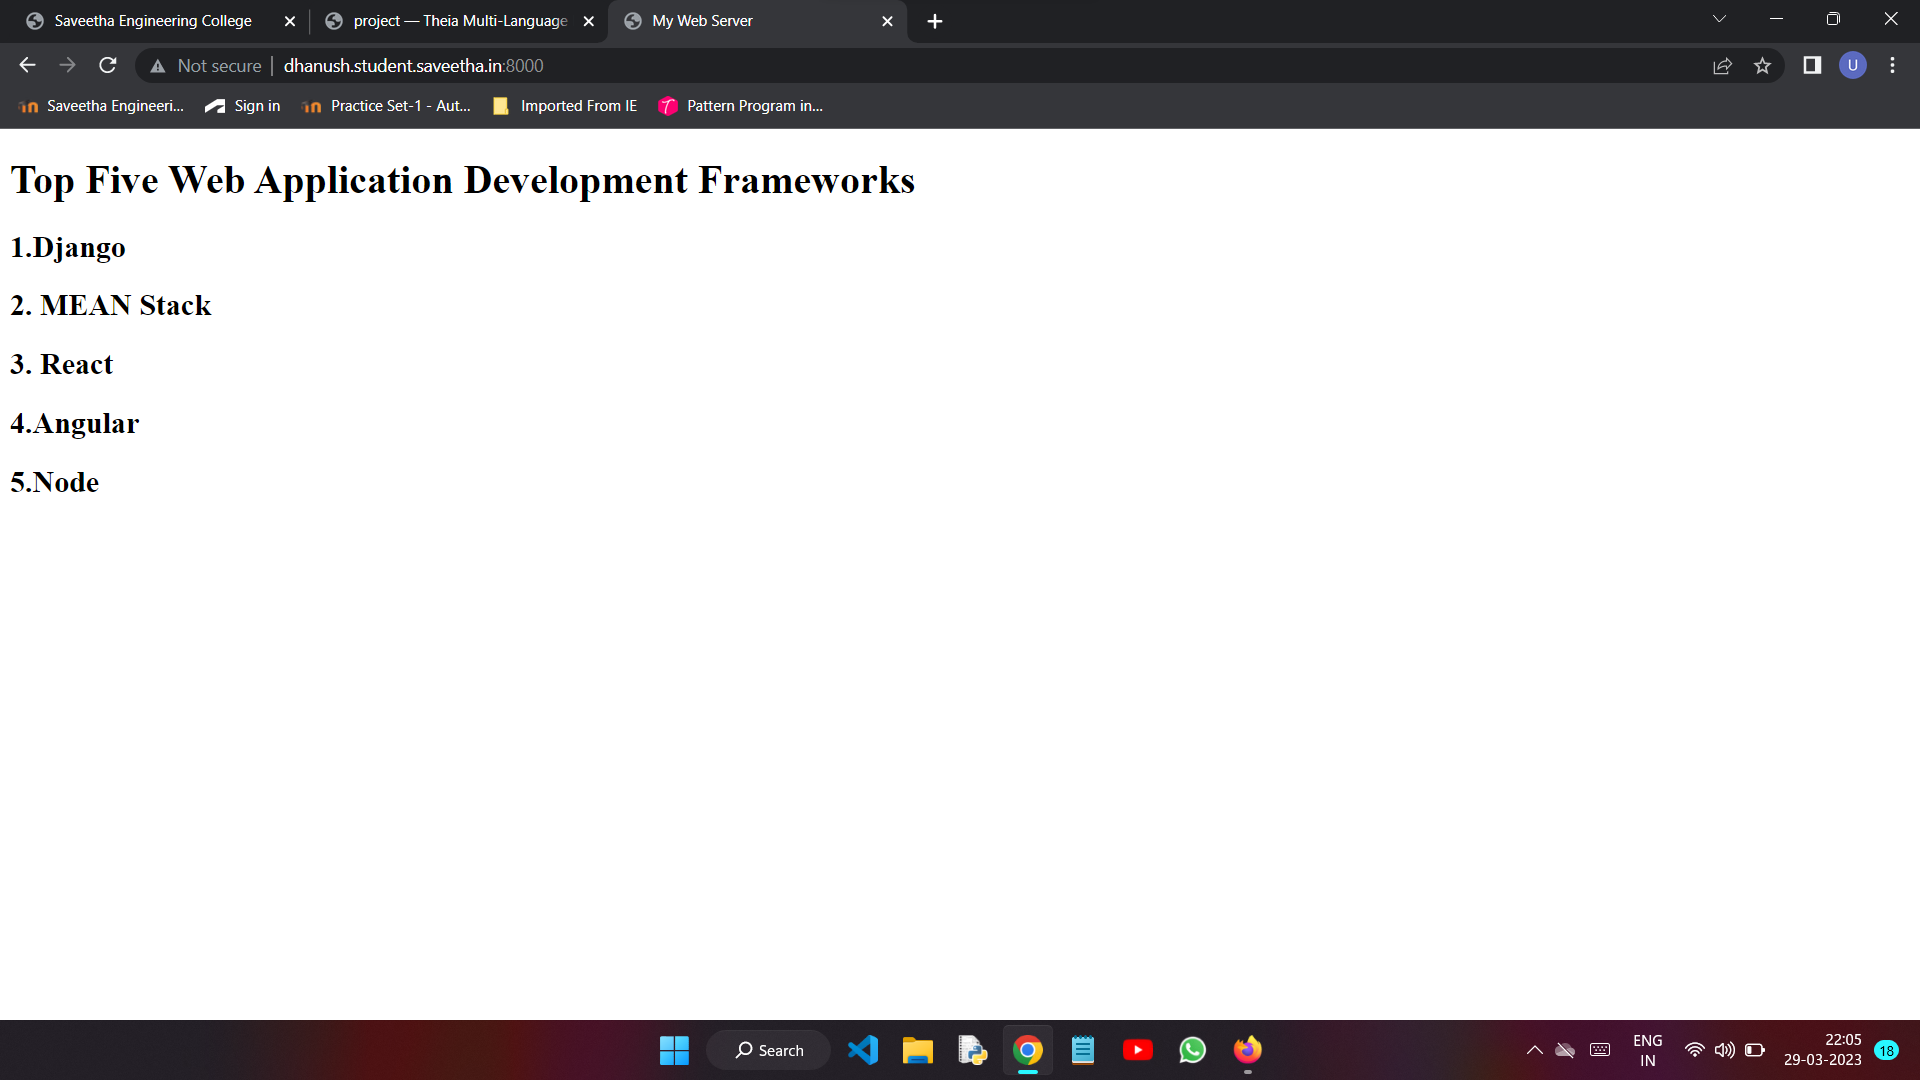 Saveetha Engineering College
project — Theia Multi-Language
My Web Server
Not secure
dhanush.student.saveetha.in:8000
U
Saveetha Engineeri...
Sign in
Practice Set-1 - Aut...
Imported From IE
Pattern Program in...
Top Five Web Application Development Frameworks
1.Django
2. MEAN Stack
3. React
4.Angular
5.Node
Search
ENG
IN
22:05
29-03-2023
18